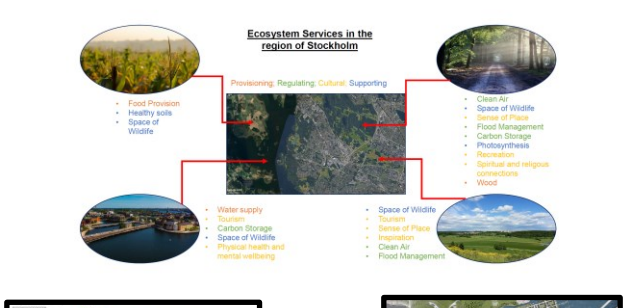 Ecosystem Services in the
region of Stockholm
Provisioning; Regulating; Cultural; Supporting
• Food Provision
• Healthy soils
• Space of
Wildlife
• Clean Air
• Space of Wildlife
• Sense of Place
• Flood Management
• Carbon Storage
• Photosynthesis
• Recreation
• Spiritual and religious
connections
• Wood
• Water supply
• Tourism
• Carbon Storage
• Space of Wildlife
• Physical health and
mental wellbeing
• Space of Wildlife
• Tourism
• Sense of Place
• Inspiration
• Clean Air
• Flood Management